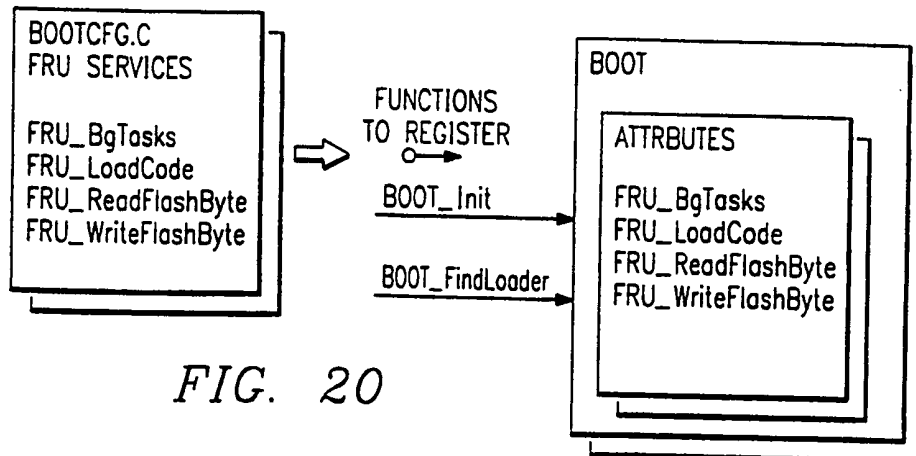 BOOTCFG.C
FRU SERVICES
FRU_BgTasks
FRU_LoadCode
FRU_ReadFlashByte
FRU_WriteFlashByte
FUNCTIONS
TO REGISTER
BOOT_Init
BOOT_FindLoader
BOOT
ATTRBUTES
FRU_BgTasks
FRU_LoadCode
FRU_ReadFlashByte
FRU_WriteFlashByte
FIG. 20